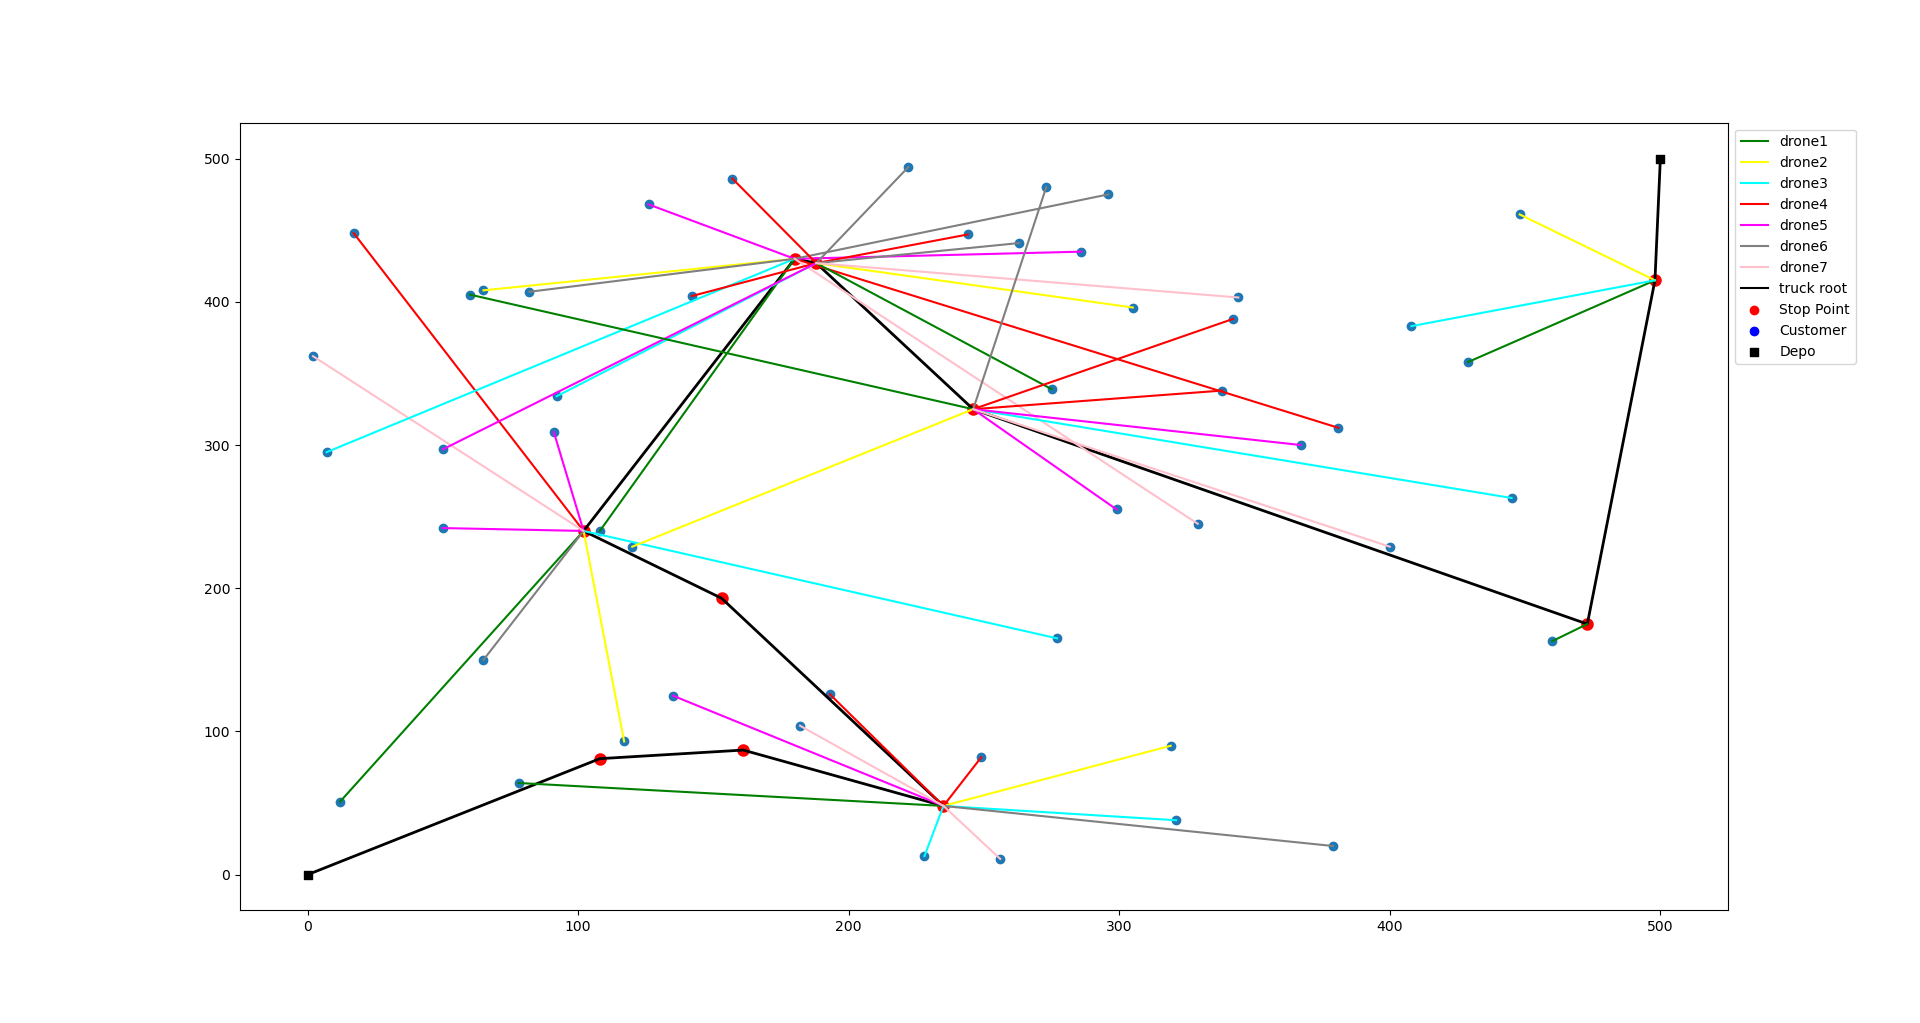 500
400
300
200
100
0
0 100 200 300 400 500
drone1
drone2
drone3
drone4
drone5
drone6
drone7
truck root
Stop Point
Customer
Depo